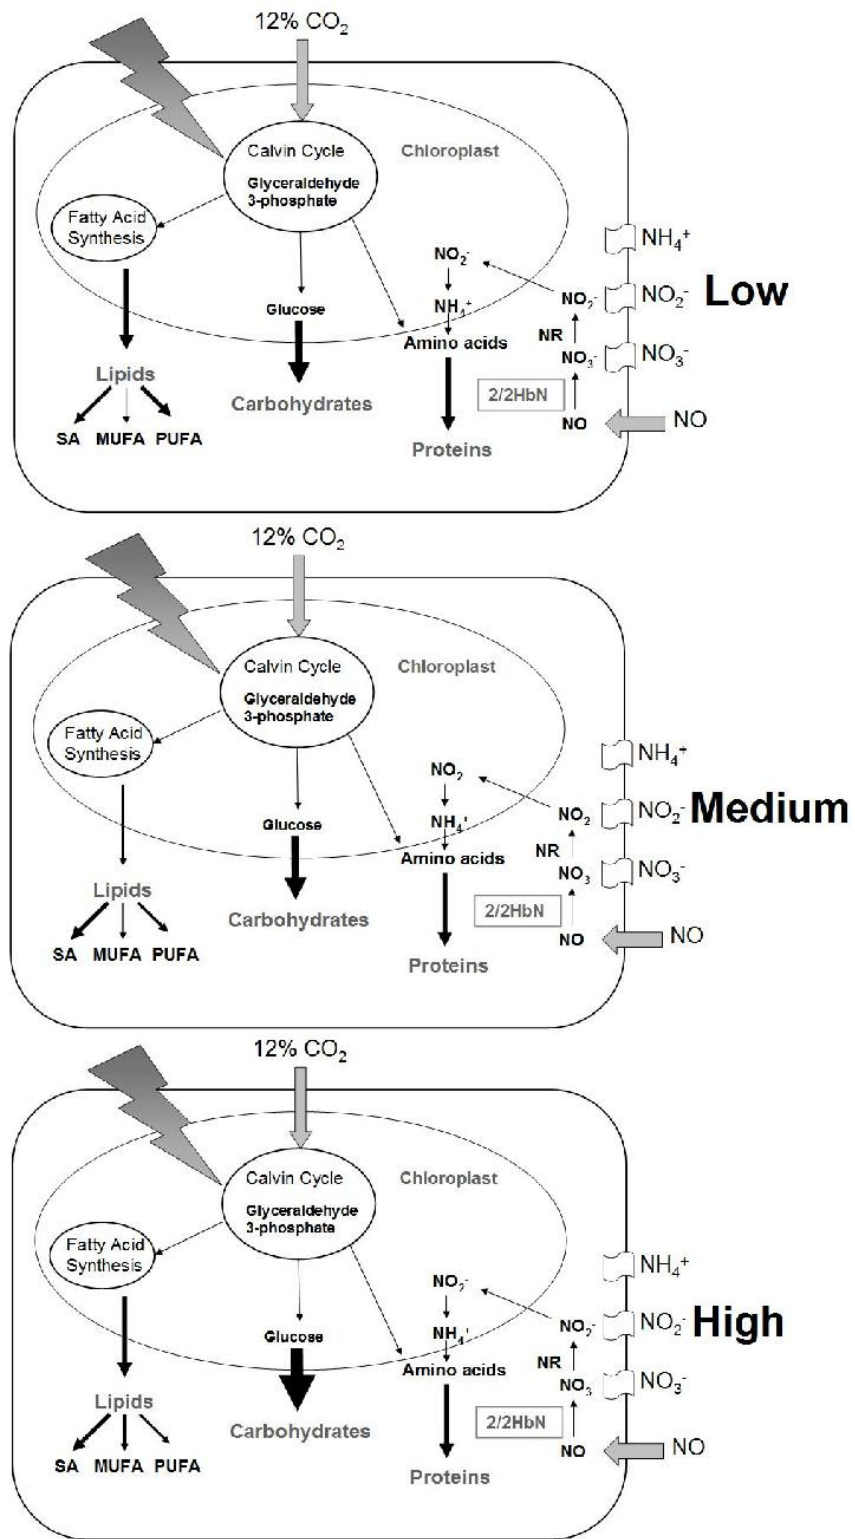 12% CO₂
Calvin Cycle
Glyceraldehyde
3-phosphate
Chloroplast
Fatty Acid
Synthesis
NO₂⁻
NH₄⁺
Glucose
Amino acids
Lipids
Carbohydrates
Proteins
SA MUFA PUFA
NO₂⁻
NR
NO₃⁻
2/2HbN
NO
NH₄⁺
NO₂⁻
NO₃⁻
NO
Low
12% CO₂
Calvin Cycle
Glyceraldehyde
3-phosphate
Chloroplast
Fatty Acid
Synthesis
NO₂
NH₄⁺
Glucose
Amino acids
Lipids
Carbohydrates
Proteins
SA MUFA PUFA
NO₂
NR
NO₃
2/2HbN
NO
NH₄⁺
NO₂⁻
NO₃⁻
NO
Medium
12% CO₂
Calvin Cycle
Glyceraldehyde
3-phosphate
Chloroplast
Fatty Acid
Synthesis
NO₂⁻
NH₄⁺
Glucose
Amino acids
Lipids
Carbohydrates
Proteins
SA MUFA PUFA
NO₂⁻
NR
NO₃
2/2HbN
NO
NH₄⁺
NO₂⁻
NO₃⁻
NO
High